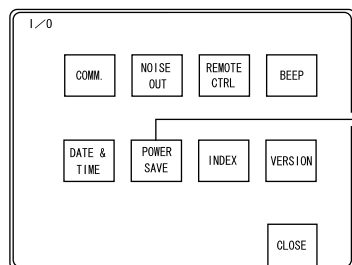 I/O
COMM.
NOISE
OUT
REMOTE
CTRL
BEEP
DATE &
TIME
POWER
SAVE
INDEX
VERSION
CLOSE